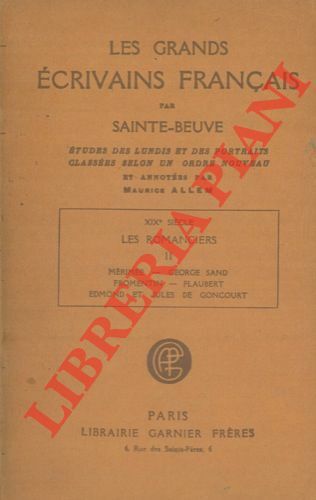 LES GRANDS
ÉCRIVAINS FRANÇAIS
PAR
SAINTE-BEUVE
ÉTUDES DES LUNDIS ET DES PORTRAITS
CLASSÉES SELON UN ORDRE NOUVEAU
ET ANNOTÉES PAR
MAURICE ALLEM
XIXe SIÈCLE
LES ROMANCIERS
II
MÉRIMÉE — GEORGE SAND
FROMENTIN — FLAUBERT
EDMOND ET JULES DE GONCOURT
PARIS
LIBRAIRIE GARNIER FRÈRES
6, Rue des Saints-Pères, 6
LIBRERIA PIANI